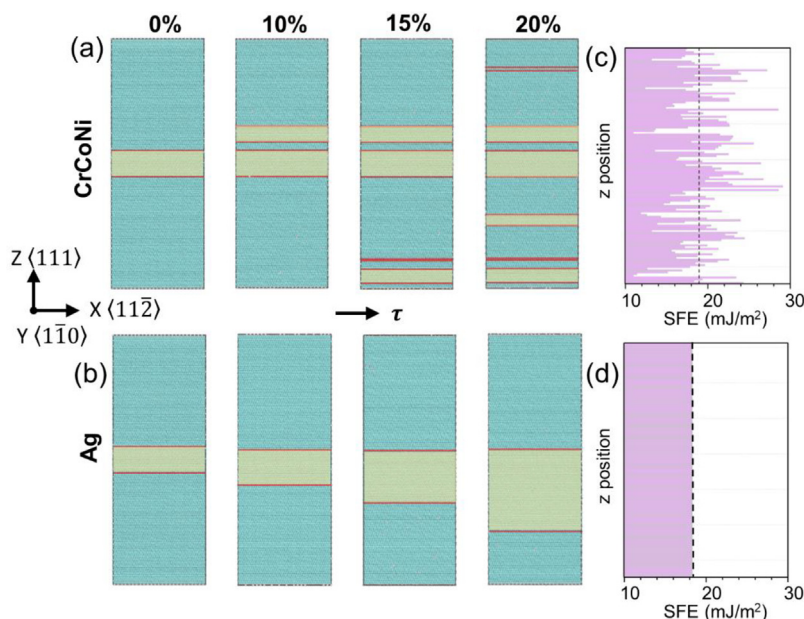 0% 10% 15% 20%
(a)
CrCoNi
(c)
z position
10 20 30
SFE (mJ/m²)
Z ⟨111⟩
X ⟨112̅⟩
Y ⟨11̅0⟩
τ
(b)
Ag
(d)
z position
10 20 30
SFE (mJ/m²)